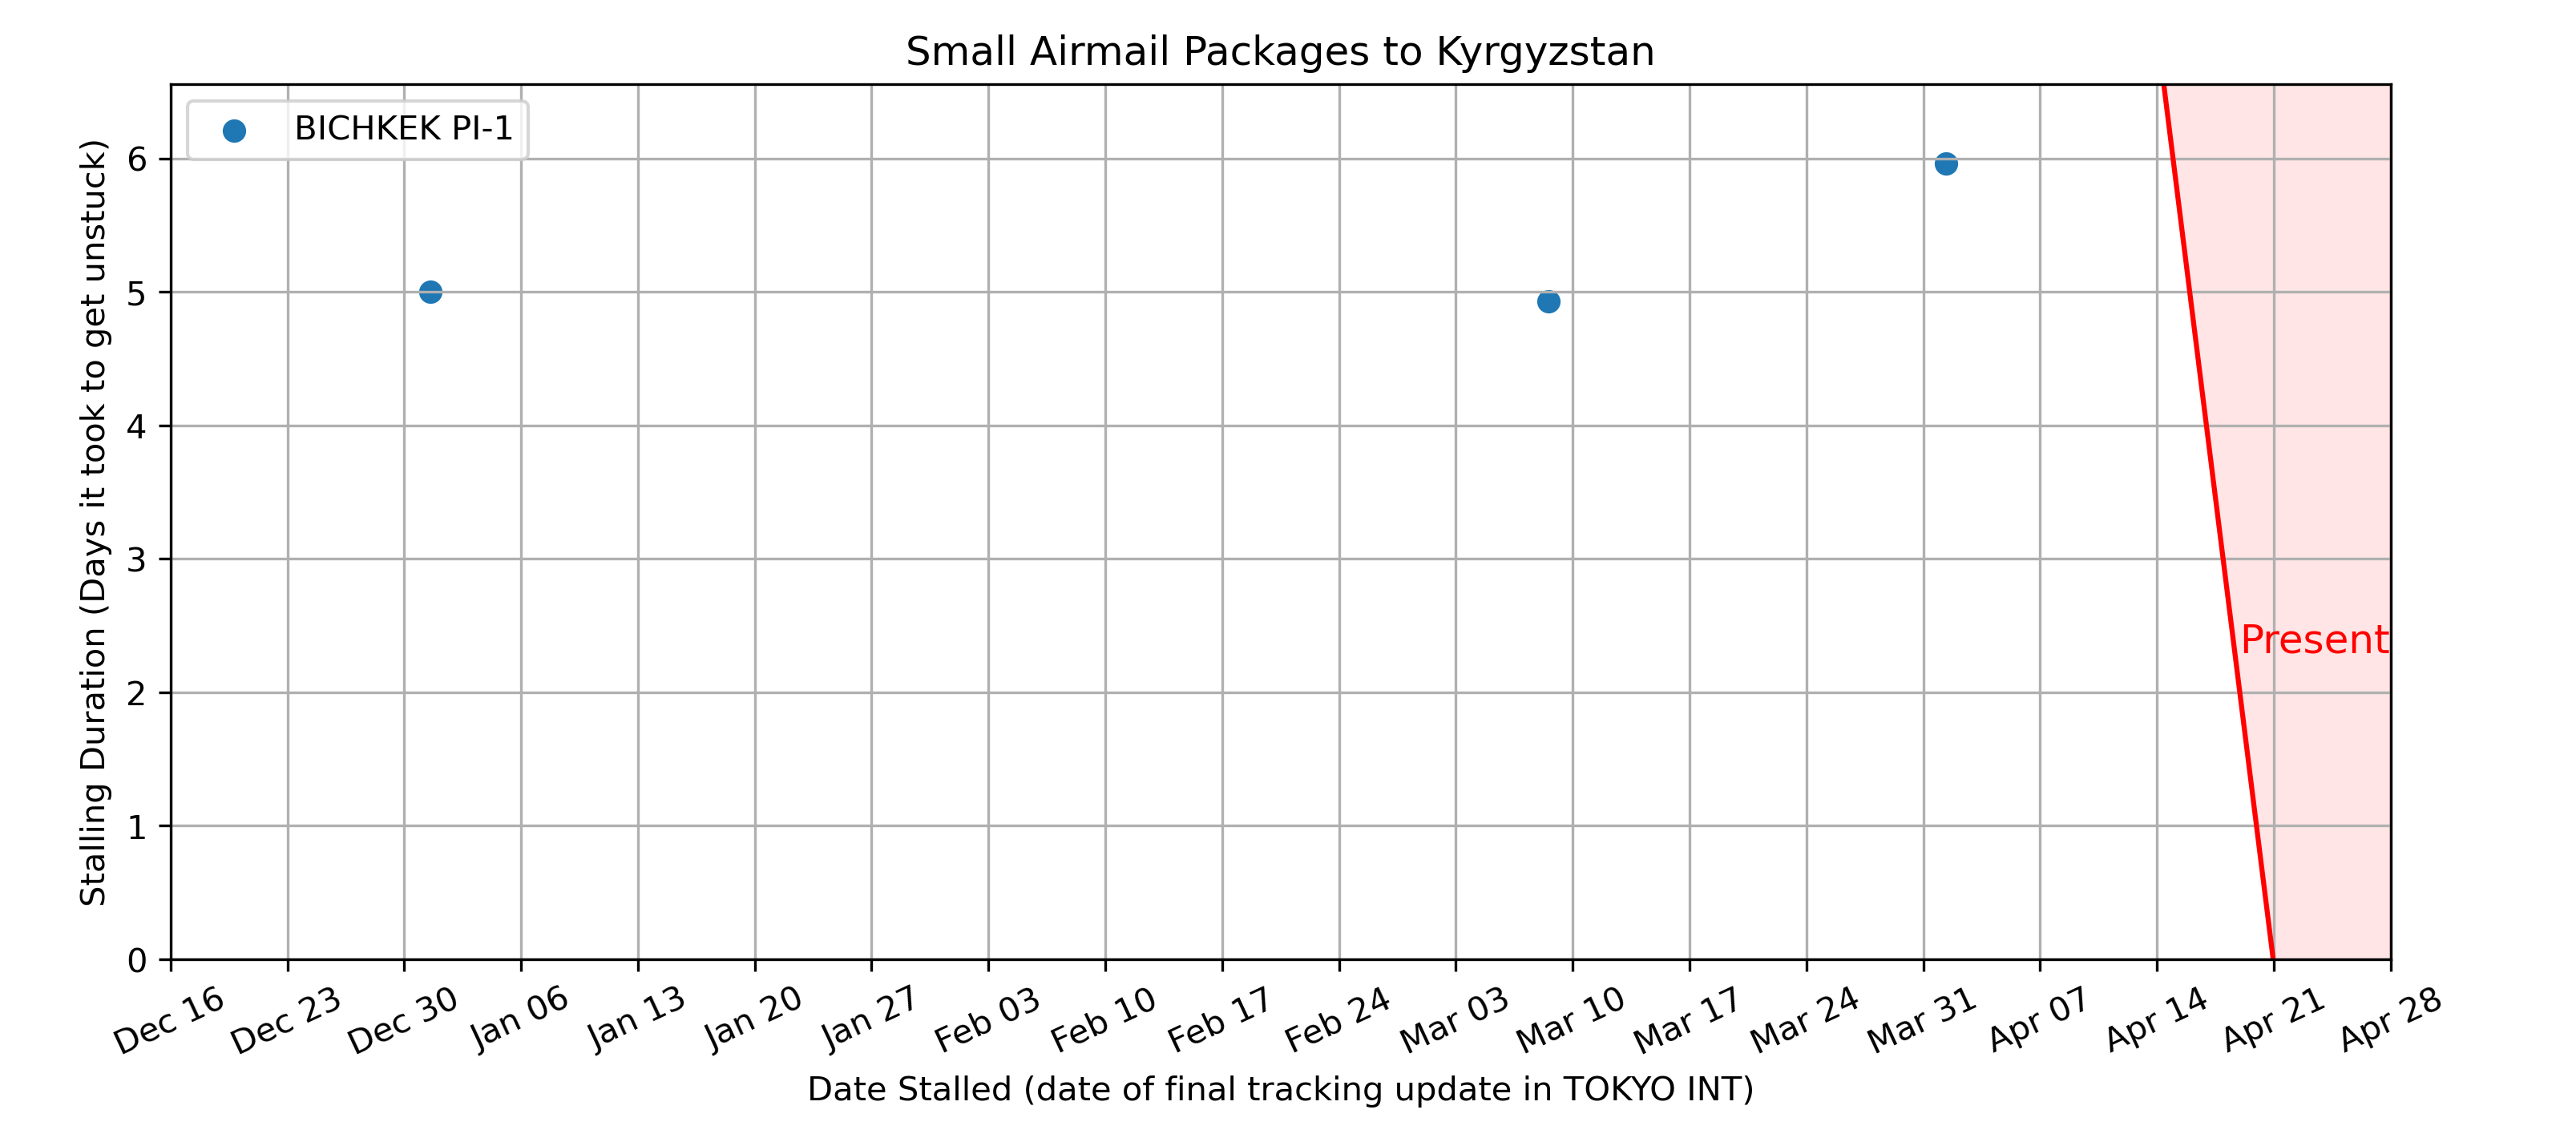 Small Airmail Packages to Kyrgyzstan
BICHKEK PI-1
Stalling Duration (Days it took to get unstuck)
6
5
4
3
2
1
0
Present
Dec 16
Dec 23
Dec 30
Jan 06
Jan 13
Jan 20
Jan 27
Feb 03
Feb 10
Feb 17
Feb 24
Mar 03
Mar 10
Mar 17
Mar 24
Mar 31
Apr 07
Apr 14
Apr 21
Apr 28
Date Stalled (date of final tracking update in TOKYO INT)